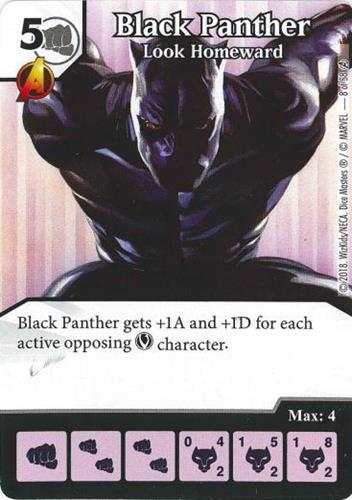 5
Black Panther
Look Homeward
©2018. WizKids/NECA. Dice Masters ® / © MARVEL
Black Panther gets +1A and +1D for each
active opposing character.
Max: 4
0 4 2
1 5 2
1 8 2